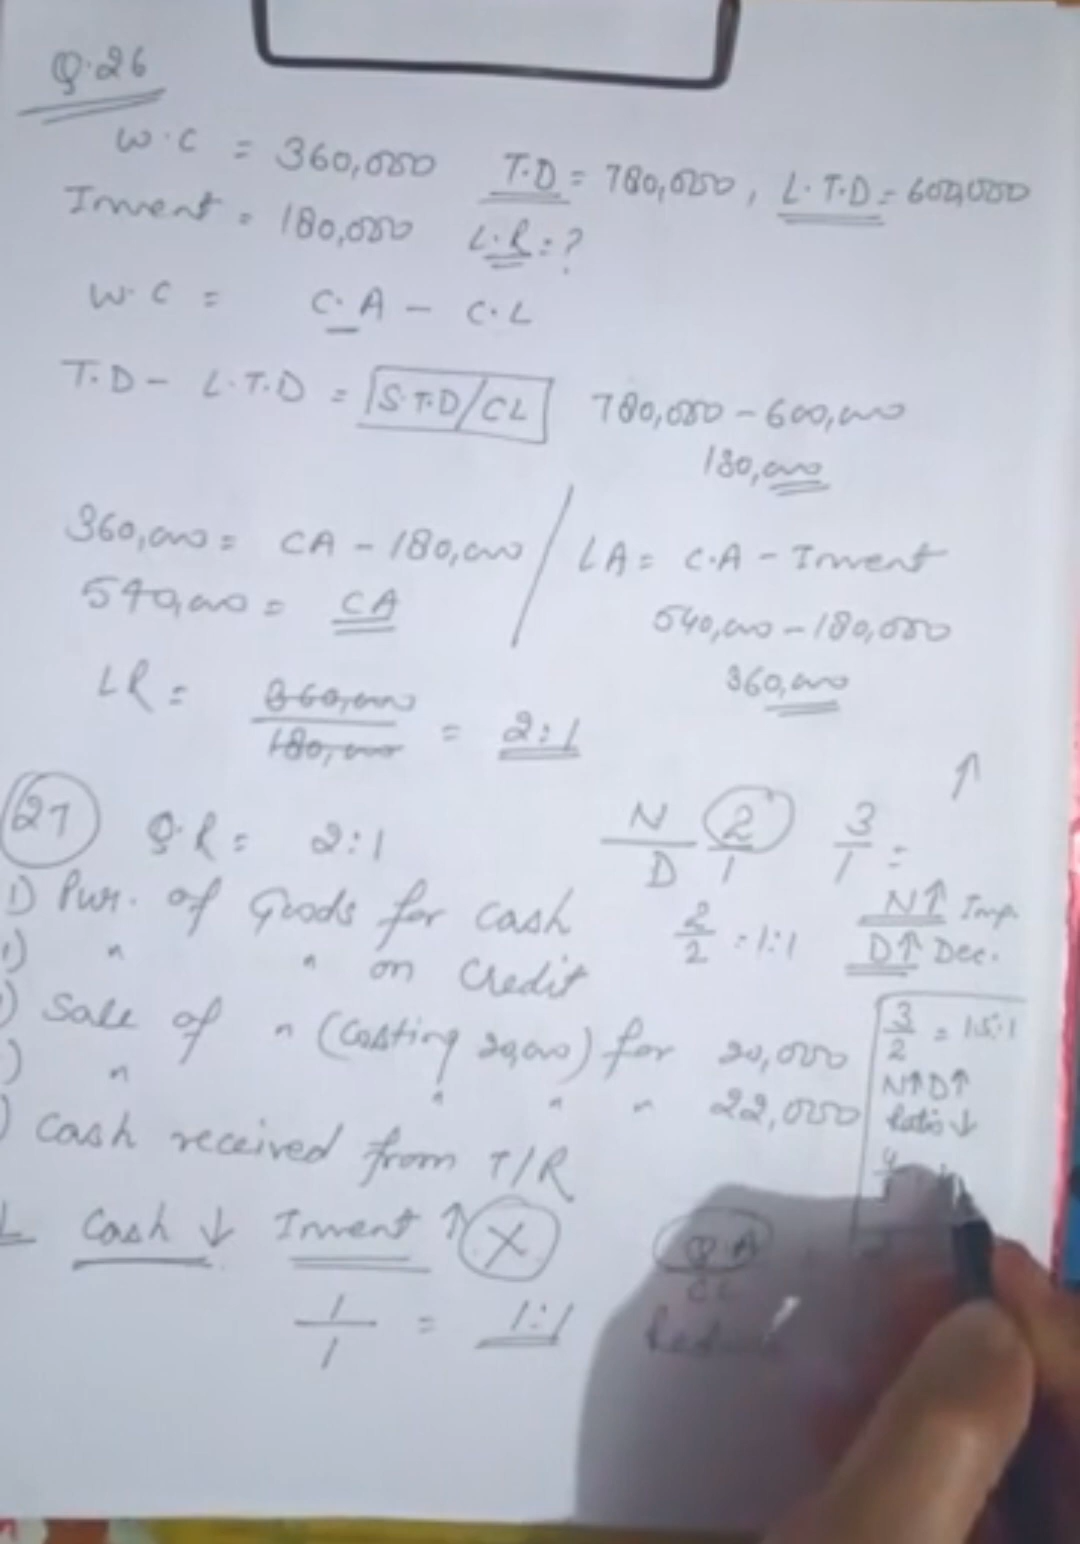 Q.26
W.C = 360,000 T.D = 780,000, L.T.D = 600,000
Invent = 180,000 L.R = ?
W.C = C.A - C.L
T.D - L.T.D = S.T.D/CL 780,000 - 600,000
180,000
360,000 = CA - 180,000 / LA = C.A - Invent
540,000 = CA 540,000 - 180,000
360,000
LR = 360,000/180,000 = 2:1
↑
27 Q.R = 2:1 N/D 2/1 3/1 =
1) Pur. of Goods for cash 2/2 = 1:1 N↑ Imp.
" " on Credit D↑ Dec.
Sale of " (Costing 20,000) for 20,000 3/2 = 1.5:1
" " " " 22,000 N↑D↑
Ratio ↓
Cash received from T/R
Cash ↓ Invent ↑ X Q.A/CL
1/1 = 1:1